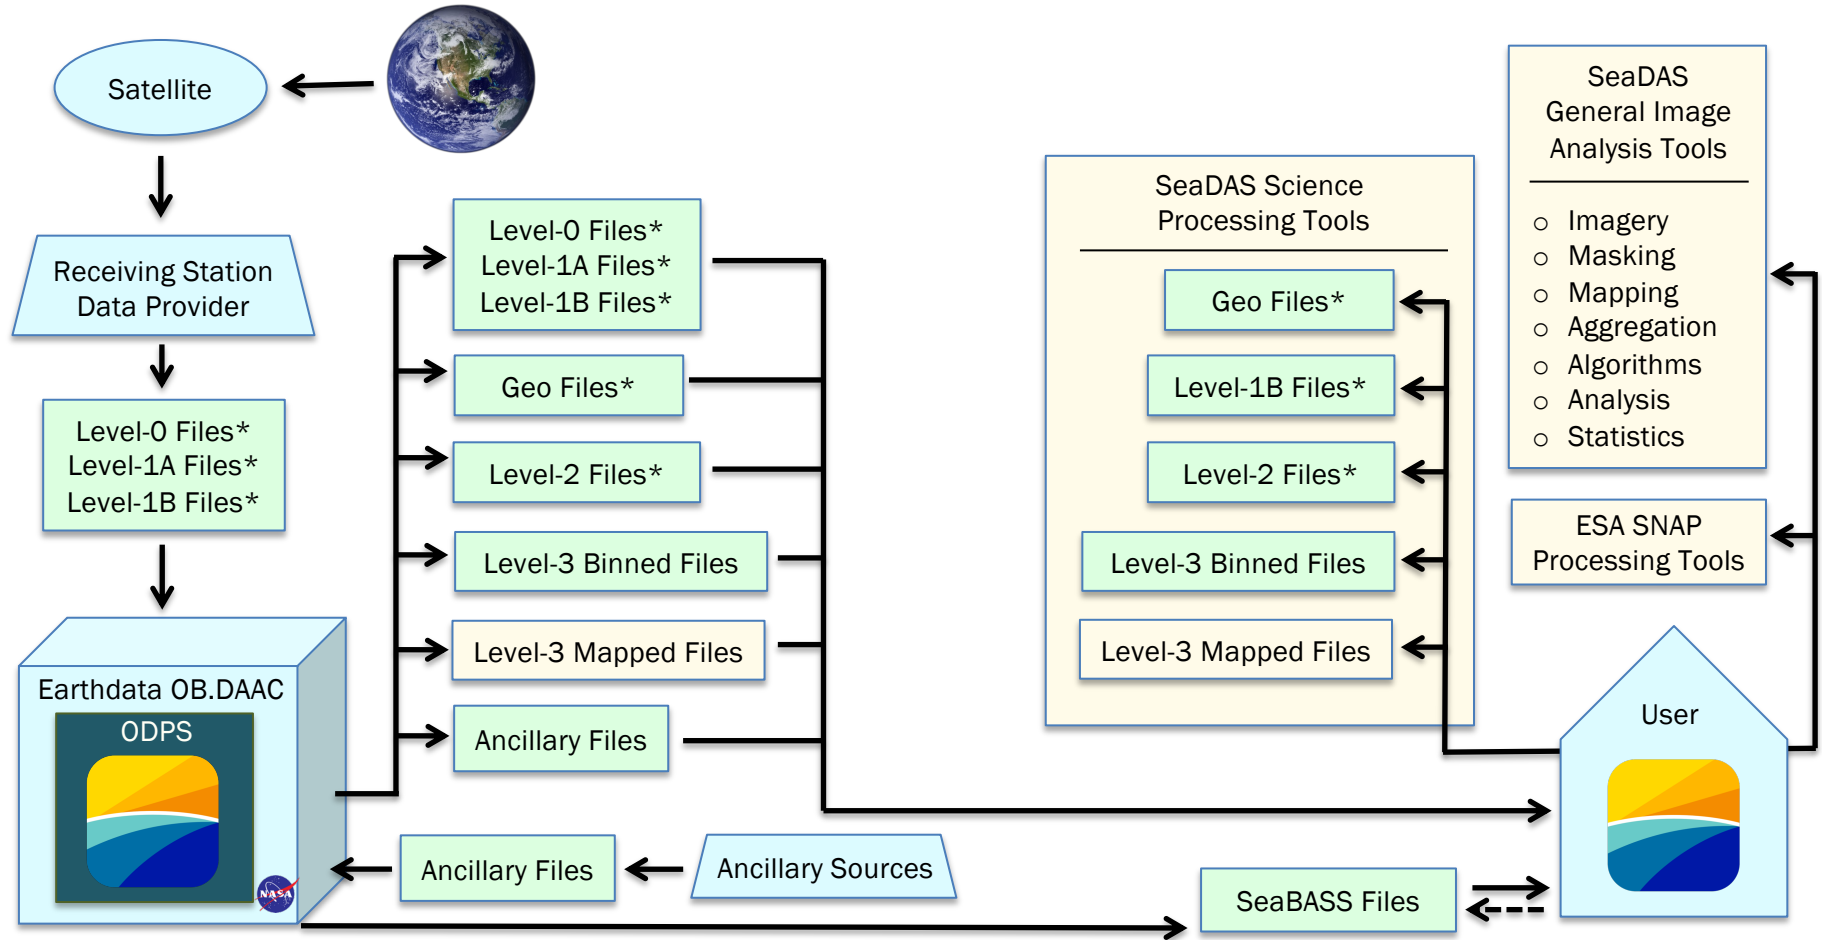 Satellite
Receiving Station
Data Provider
Level-0 Files*
Level-1A Files*
Level-1B Files*
Earthdata OB.DAAC
ODPS
NASA
Level-0 Files*
Level-1A Files*
Level-1B Files*
Geo Files*
Level-2 Files*
Level-3 Binned Files
Level-3 Mapped Files
Ancillary Files
Ancillary Files
Ancillary Sources
SeaDAS Science
Processing Tools
Geo Files*
Level-1B Files*
Level-2 Files*
Level-3 Binned Files
Level-3 Mapped Files
SeaDAS
General Image
Analysis Tools
o Imagery
o Masking
o Mapping
o Aggregation
o Algorithms
o Analysis
o Statistics
ESA SNAP
Processing Tools
User
SeaBASS Files